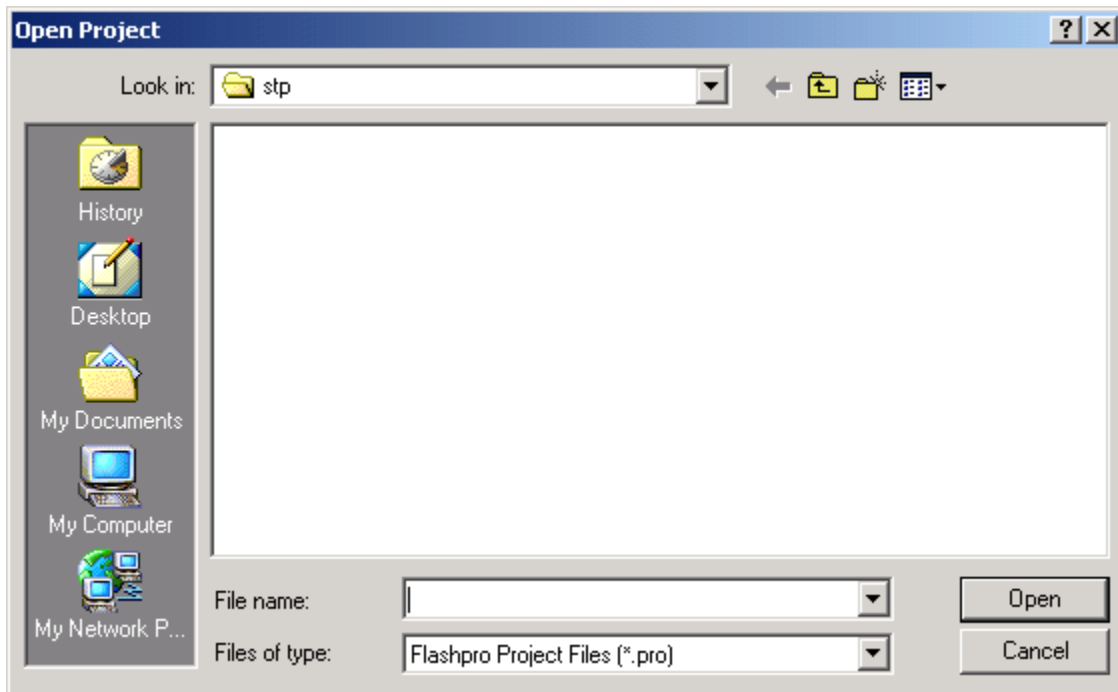 Open Project
Look in:
stp
History
Desktop
My Documents
My Computer
My Network P...
File name:
Open
Files of type:
Flashpro Project Files (*.pro)
Cancel